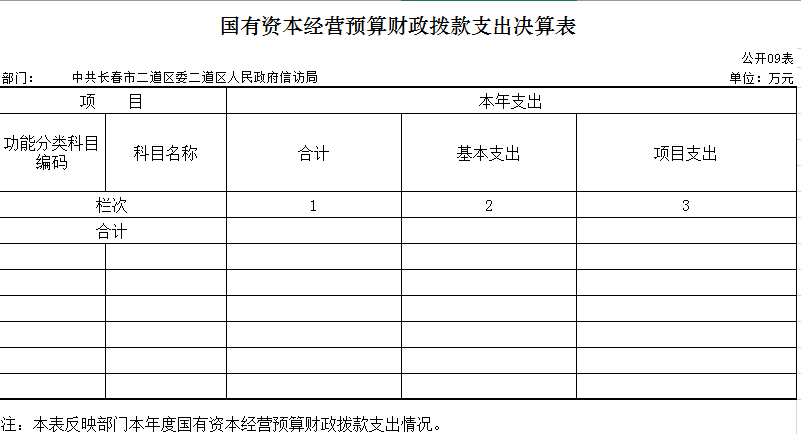 国有资本经营预算财政拨款支出决算表
公开09表
部门： 中共长春市二道区委二道区人民政府信访局 单位：万元
项 目 本年支出
功能分类科目编码 科目名称 合计 基本支出 项目支出
栏次 1 2 3
合计
注：本表反映部门本年度国有资本经营预算财政拨款支出情况。